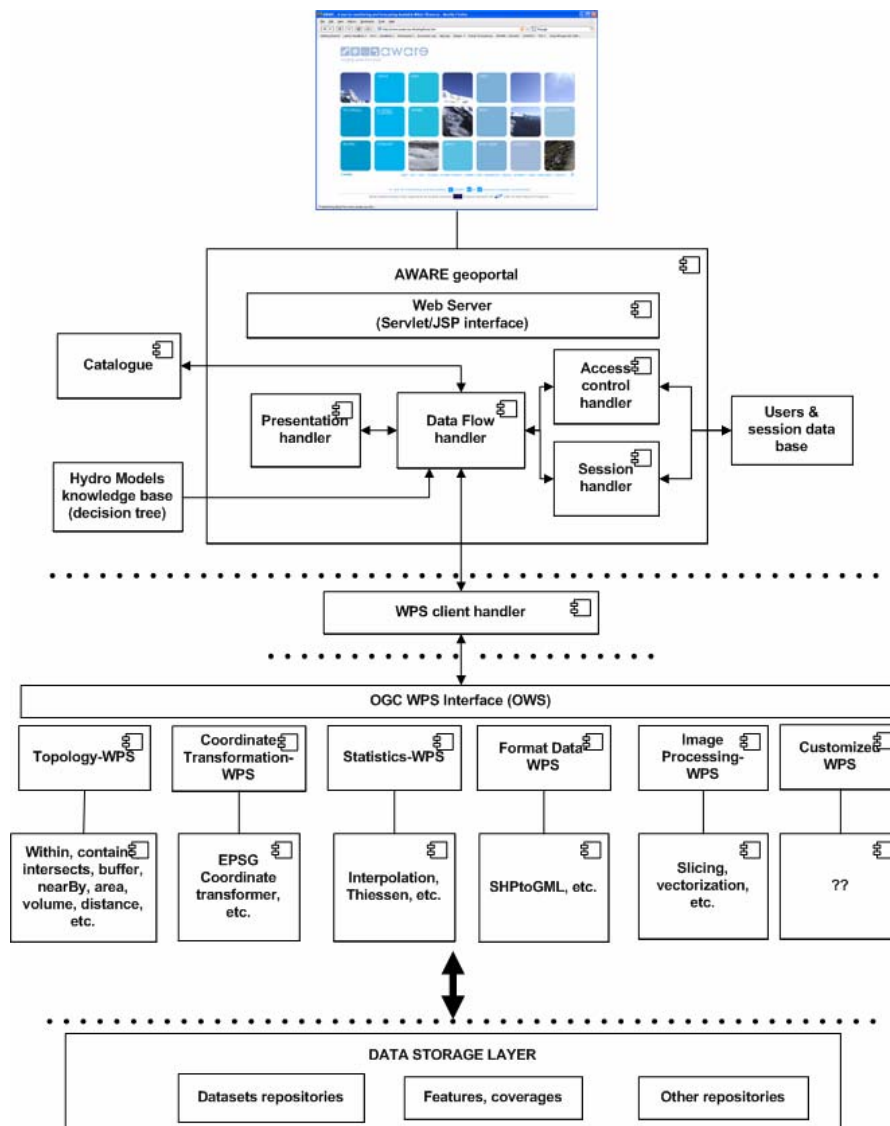 aware
AWARE geoportal
Web Server
(Servlet/JSP interface)
Catalogue
Access
control
handler
Presentation
handler
Data Flow
handler
Users &
session data
base
Session
handler
Hydro Models
knowledge base
(decision tree)
WPS client handler
OGC WPS Interface (OWS)
Topology-WPS
Coordinate
Transformation-
WPS
Statistics-WPS
Format Data
WPS
Image
Processing-
WPS
Customized
WPS
Within, contains
intersects, buffer,
nearBy, area,
volume, distance,
etc.
EPSG
Coordinate
transformer,
etc.
Interpolation,
Thiessen, etc.
SHPtoGML, etc.
Slicing,
vectorization,
etc.
??
DATA STORAGE LAYER
Datasets repositories
Features, coverages
Other repositories